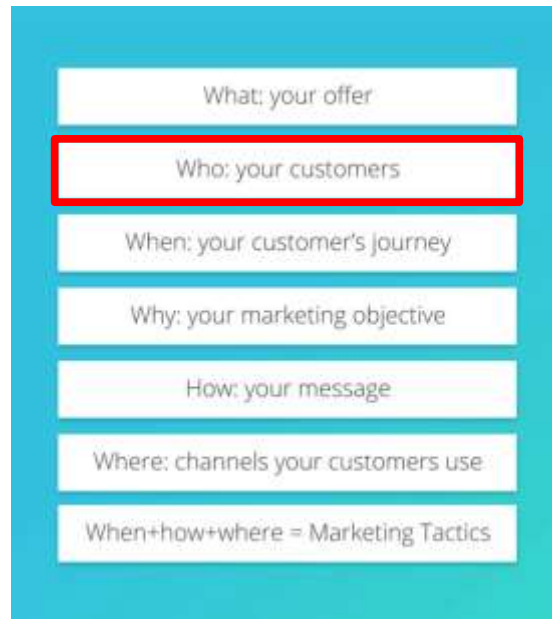 What: your offer
Who: your customers
When: your customer's journey
Why: your marketing objective
How: your message
Where: channels your customers use
When+how+where = Marketing Tactics